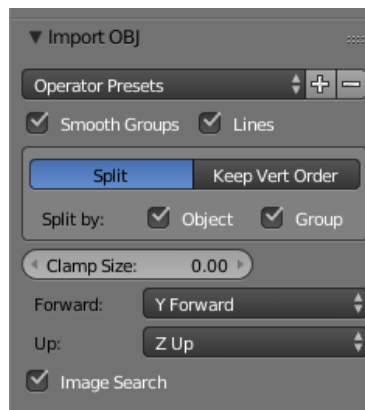 Import OBJ
Operator Presets
Smooth Groups Lines
Split Keep Vert Order
Split by: Object Group
Clamp Size: 0.00
Forward: Y Forward
Up: Z Up
Image Search